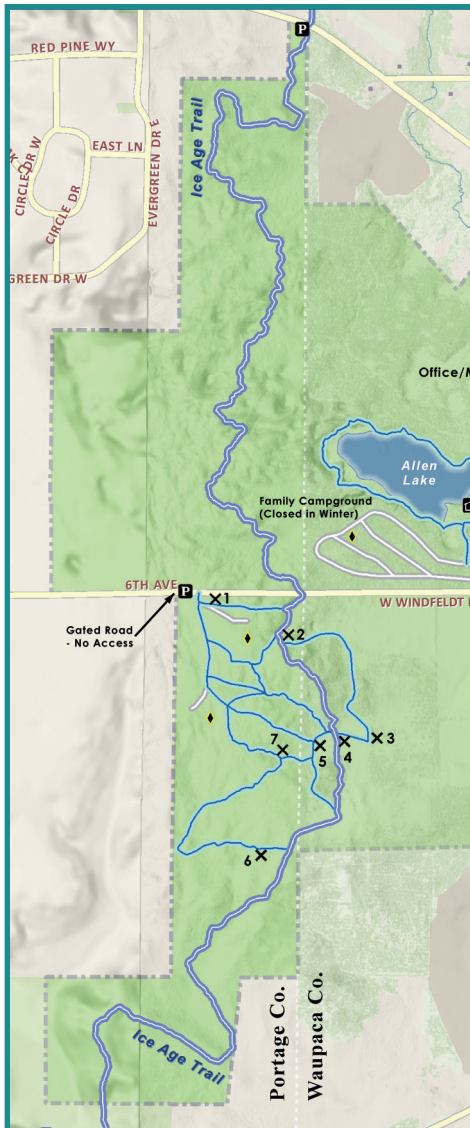 P
RED PINE WY
EAST LN
CIRCLE DR W
CIRCLE DR
EVERGREEN DR E
GREEN DR W
Ice Age Trail
Office/M
Allen
Lake
Family Campground
(Closed in Winter)
6TH AVE
P
1
W WINDFELDT
Gated Road
- No Access
2
3
4
5
7
6
Portage Co.
Waupaca Co.
Ice Age Trail